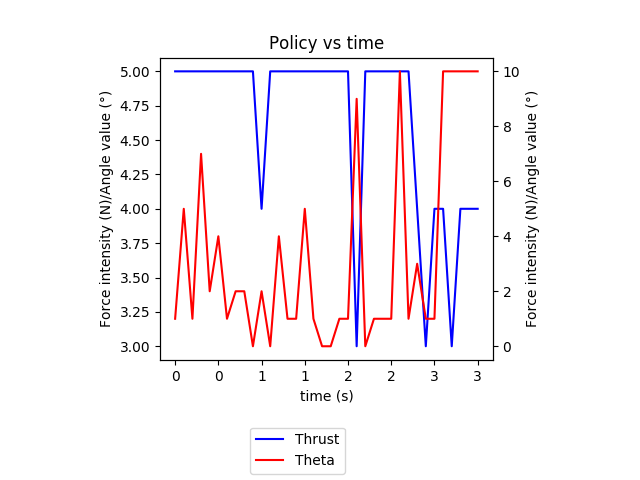 Policy vs time
Force intensity (N)/Angle value (°)
5.00
4.75
4.50
4.25
4.00
3.75
3.50
3.25
3.00
10
8
6
4
2
0
Force intensity (N)/Angle value (°)
0 0 1 1 2 2 3 3
time (s)
Thrust
Theta